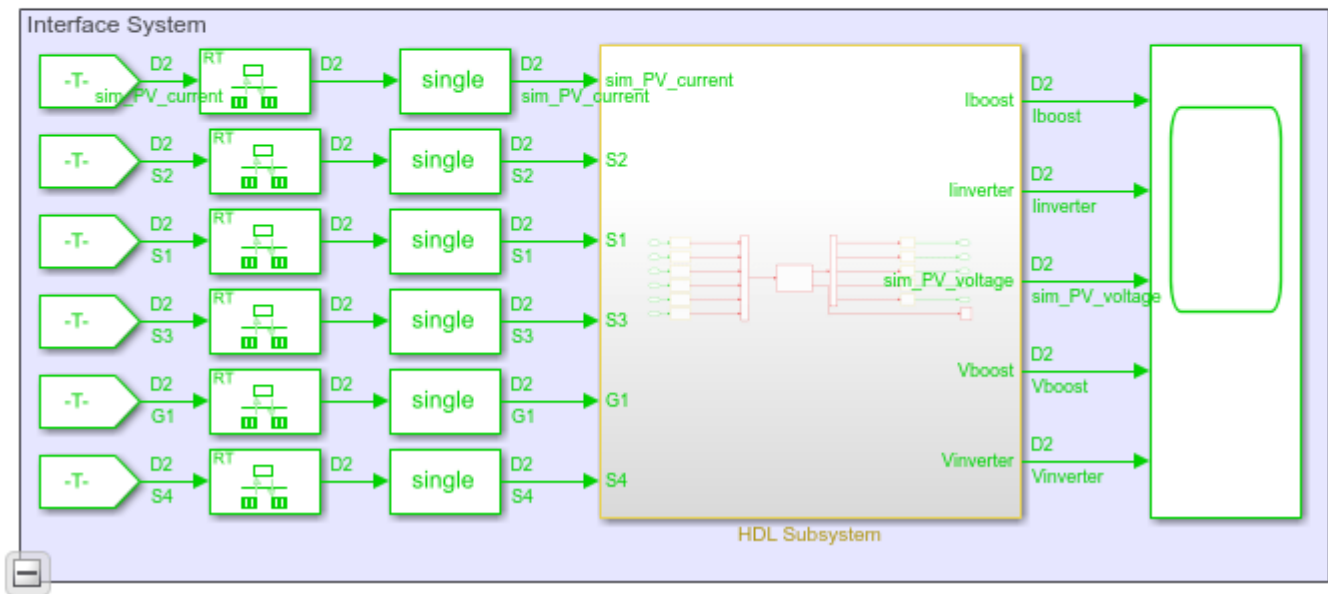 Interface System
-T-
D2
sim_PV_current
RT
D2
single
D2
sim_PV_current
sim_PV_current
-T-
D2
S2
RT
D2
single
D2
S2
S2
-T-
D2
S1
RT
D2
single
D2
S1
S1
-T-
D2
S3
RT
D2
single
D2
S3
S3
-T-
D2
G1
RT
D2
single
D2
G1
G1
-T-
D2
S4
RT
D2
single
D2
S4
S4
Iboost
D2
Iboost
Iinverter
D2
Iinverter
sim_PV_voltage
D2
sim_PV_voltage
Vboost
D2
Vboost
Vinverter
D2
Vinverter
HDL Subsystem